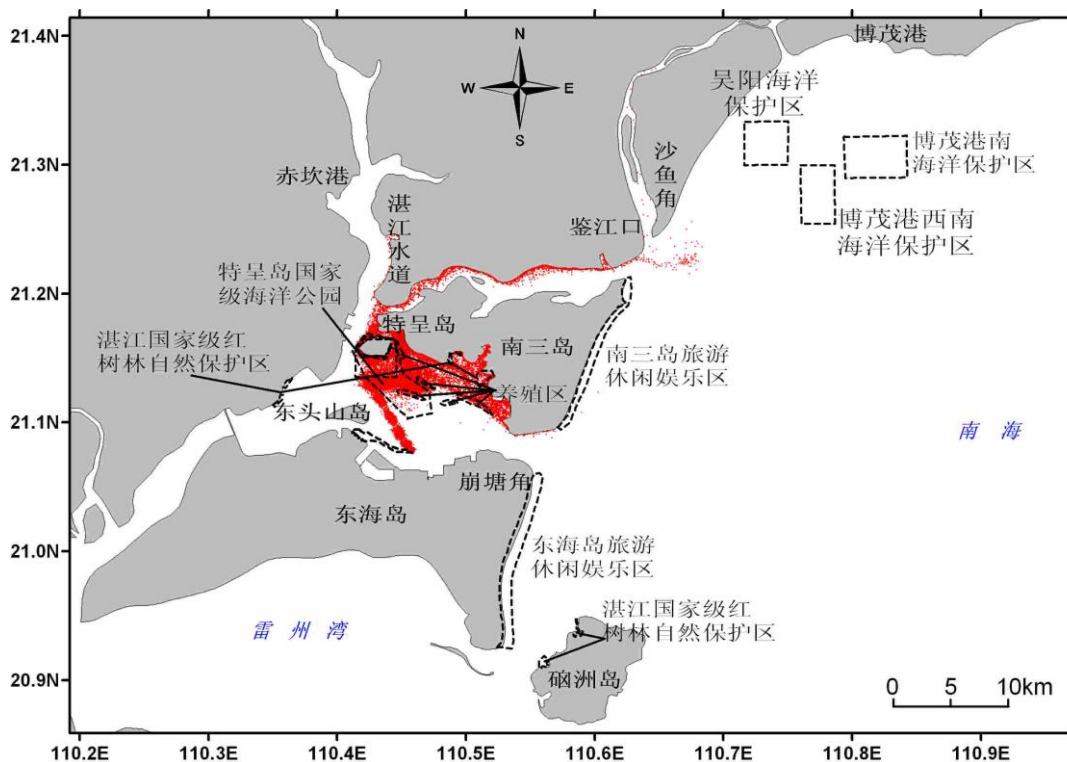 21.4N
21.3N
21.2N
21.1N
21.0N
20.9N
N
W
E
S
博茂港
吴阳海洋
保护区
博茂港南
海洋保护区
博茂港西南
海洋保护区
沙鱼角
赤坎港
湛江水道
鉴江口
特呈岛国家
级海洋公园
特呈岛
湛江国家级红
树林自然保护区
南三岛
南三岛旅游
休闲娱乐区
养殖区
东头山岛
南 海
崩塘角
东海岛
东海岛旅游
休闲娱乐区
湛江国家级红
树林自然保护区
雷 州 湾
硇洲岛
0 5 10km
110.2E 110.3E 110.4E 110.5E 110.6E 110.7E 110.8E 110.9E